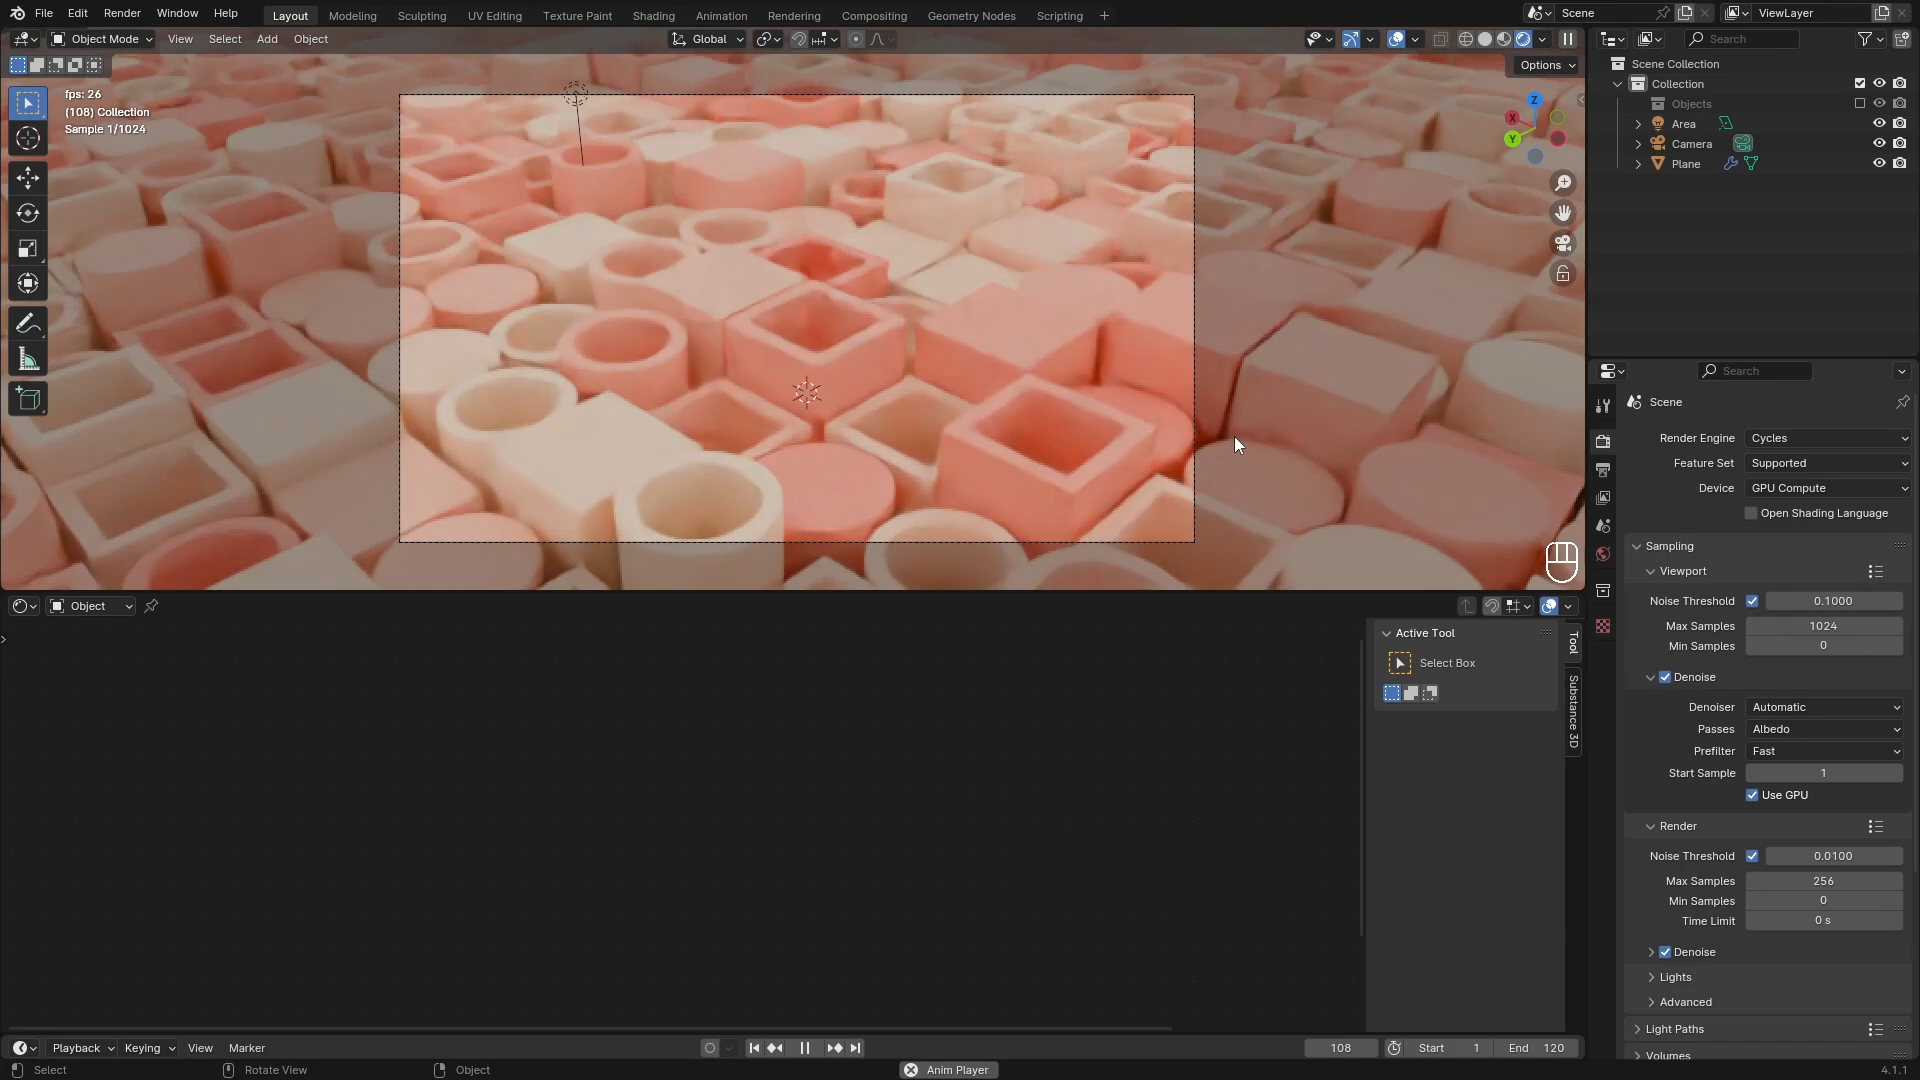 File Edit Render Window Help Layout Modeling Sculpting UV Editing Texture Paint Shading Animation Rendering Compositing Geometry Nodes Scripting + Scene ViewLayer
Object Mode View Select Add Object Global Search
Options
fps: 26
(108) Collection
Sample 1/1024
Z
X
Y
Scene Collection
Collection
Objects
Area
Camera
Plane
Search
Scene
Render Engine Cycles
Feature Set Supported
Device GPU Compute
Open Shading Language
Sampling
Viewport
Noise Threshold 0.1000
Max Samples 1024
Min Samples 0
Denoise
Denoiser Automatic
Passes Albedo
Prefilter Fast
Start Sample 1
Use GPU
Render
Noise Threshold 0.0100
Max Samples 256
Min Samples 0
Time Limit 0 s
Denoise
Lights
Advanced
Light Paths
Volumes
Object
Active Tool
Select Box
Tool
Substance 3D
Playback Keying View Marker 108 Start 1 End 120
Select Rotate View Object Anim Player 4.1.1